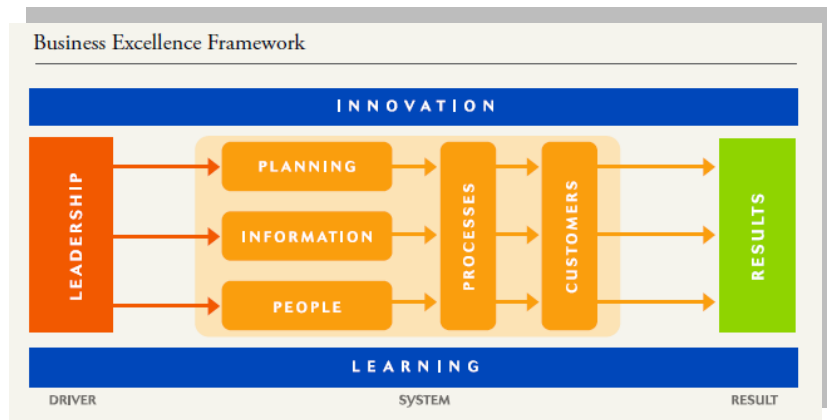 Business Excellence Framework
INNOVATION
LEADERSHIP
PLANNING
INFORMATION
PEOPLE
PROCESSES
CUSTOMERS
RESULTS
LEARNING
DRIVER
SYSTEM
RESULT